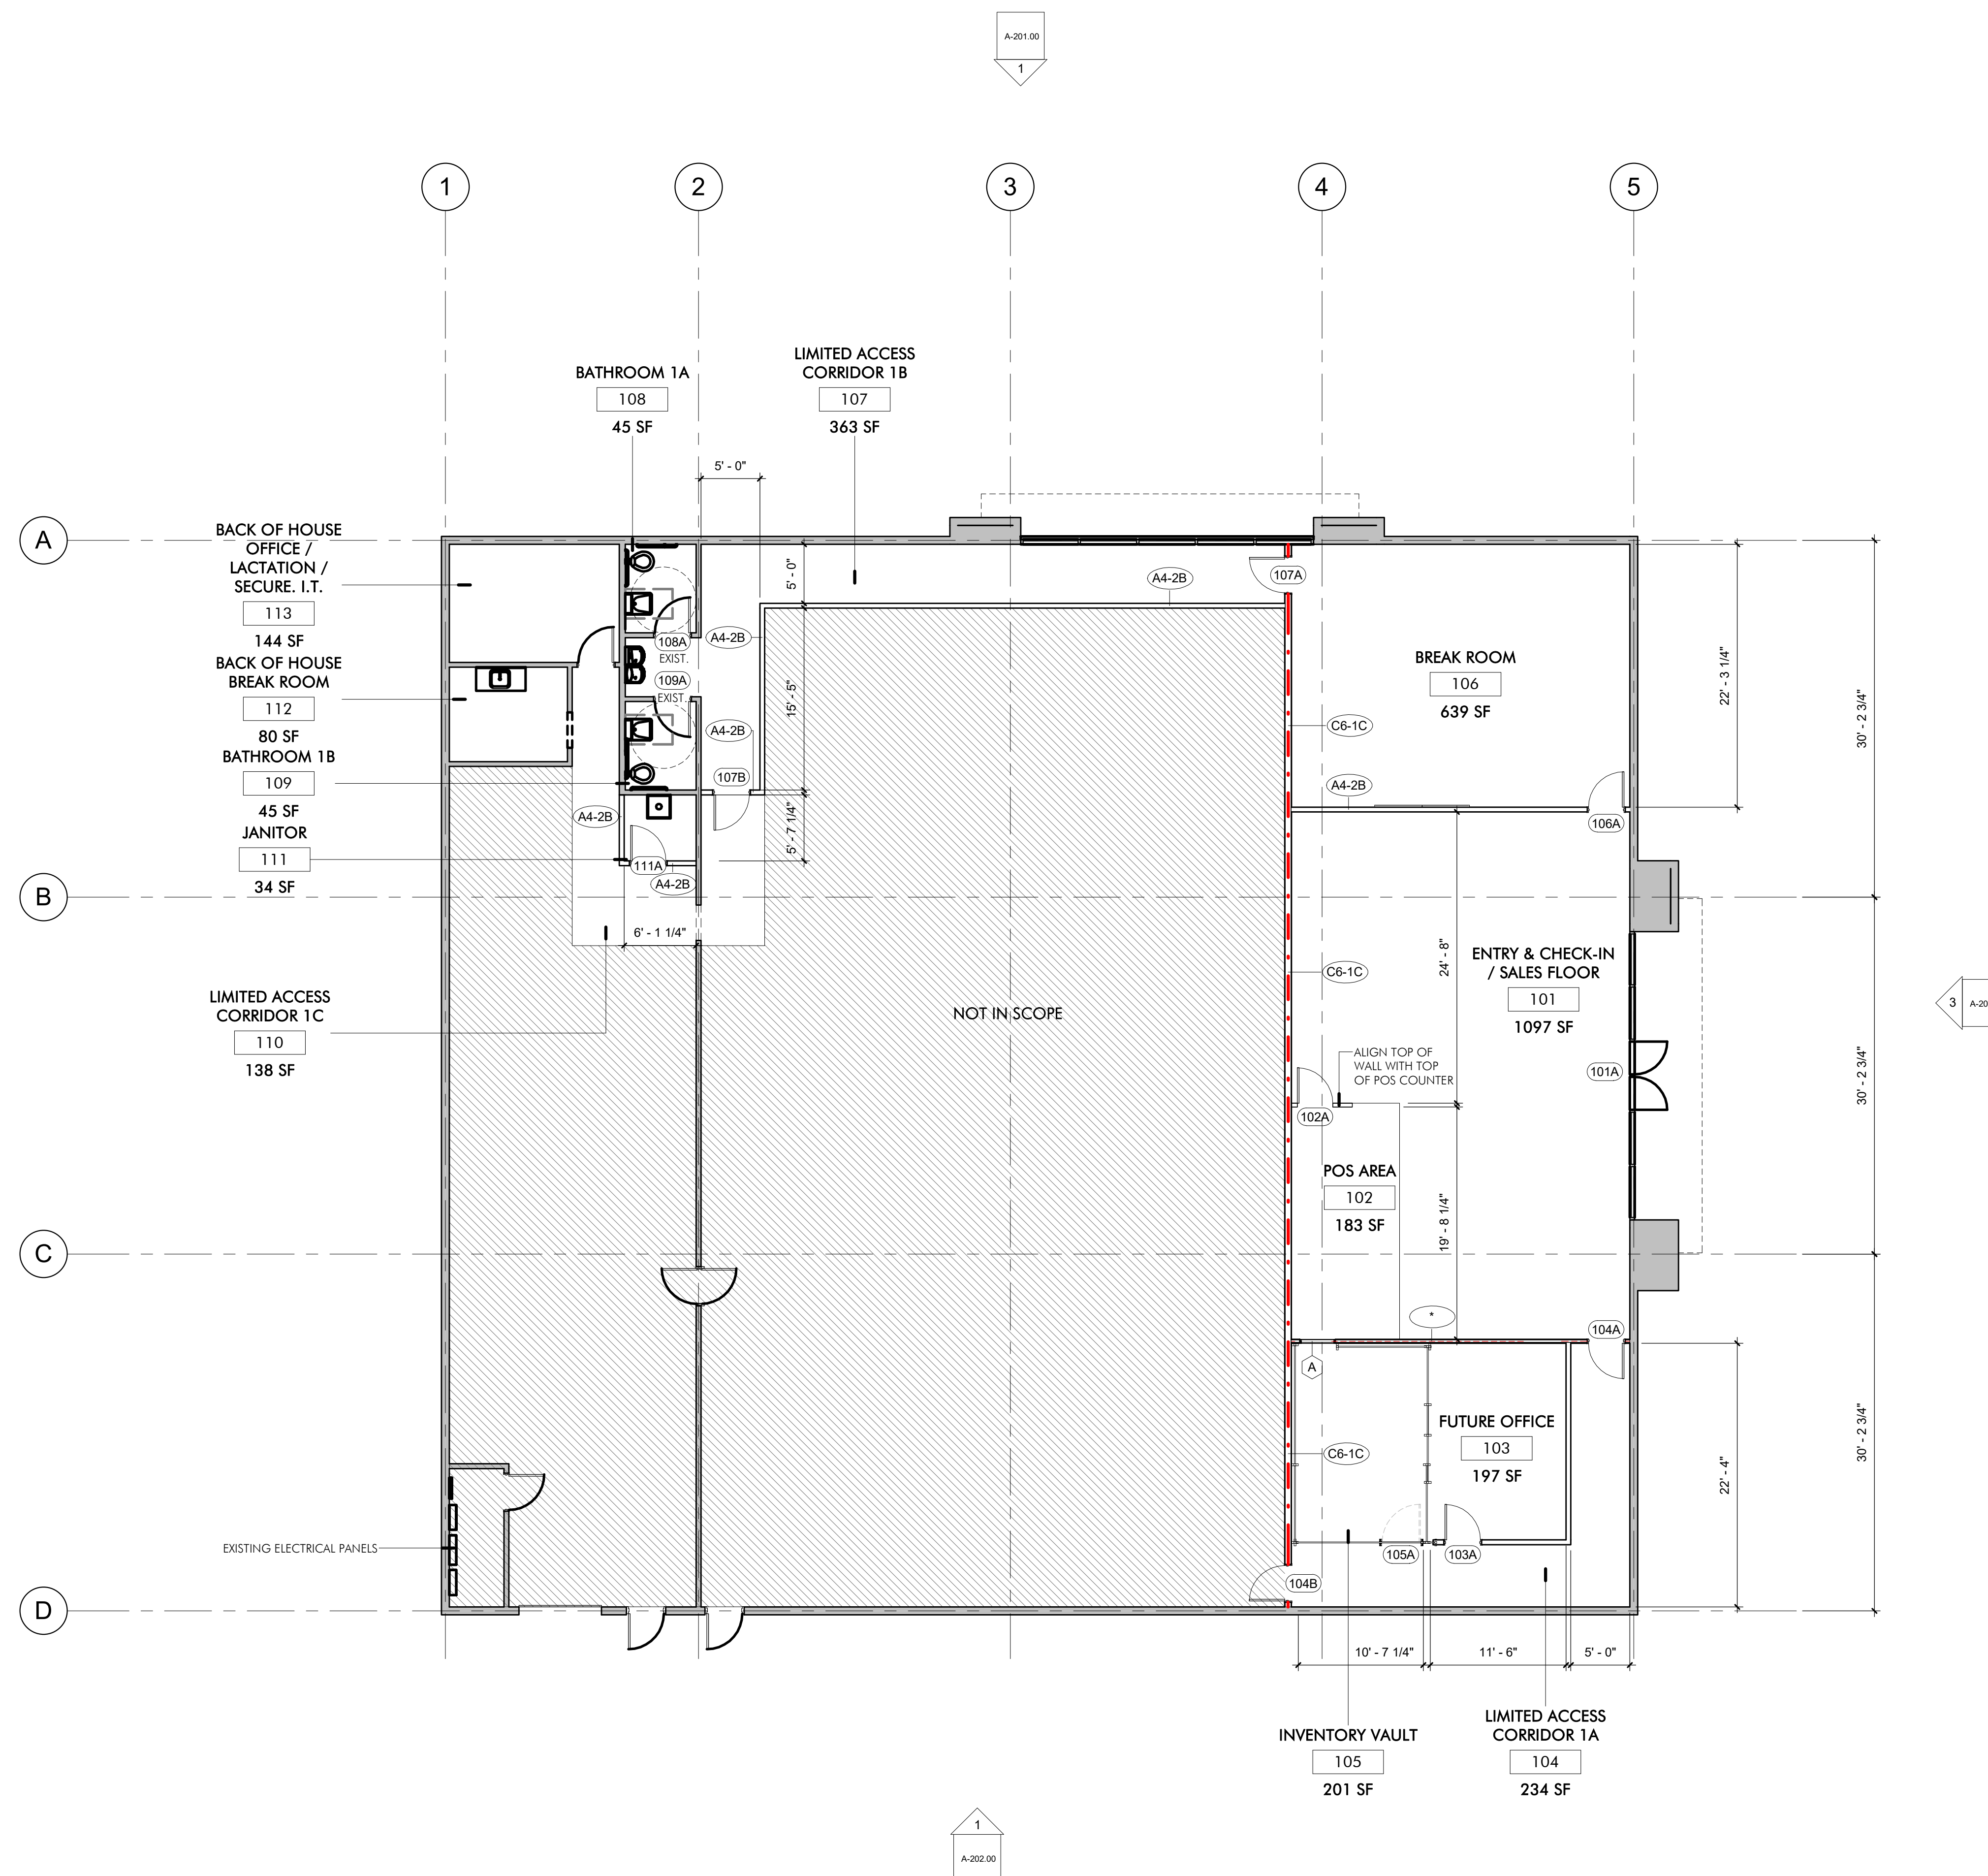 A-201.00
1
1
2
3
4
5
LIMITED ACCESS
CORRIDOR 1B
107
363 SF
BATHROOM 1A
108
45 SF
5' - 0"
A
BACK OF HOUSE
OFFICE /
LACTATION /
SECURE. I.T.
113
144 SF
BACK OF HOUSE
BREAK ROOM
112
80 SF
BATHROOM 1B
109
45 SF
JANITOR
111
34 SF
5' - 0"
A4-2B
107A
108A
EXIST.
109A
EXIST.
A4-2B
15' - 5"
A4-2B
107B
A4-2B
5' - 7 1/4"
111A
A4-2B
BREAK ROOM
106
639 SF
C6-1C
A4-2B
106A
22' - 3 1/4"
30' - 2 3/4"
B
6' - 1 1/4"
LIMITED ACCESS
CORRIDOR 1C
110
138 SF
NOT IN SCOPE
C6-1C
24' - 8"
ENTRY & CHECK-IN
/ SALES FLOOR
101
1097 SF
3
A-20
ALIGN TOP OF
WALL WITH TOP
OF POS COUNTER
101A
30' - 2 3/4"
102A
POS AREA
102
183 SF
19' - 8 1/4"
C
*
104A
A
FUTURE OFFICE
103
197 SF
C6-1C
22' - 4"
30' - 2 3/4"
EXISTING ELECTRICAL PANELS
105A
103A
104B
D
10' - 7 1/4"
11' - 6"
5' - 0"
INVENTORY VAULT
105
201 SF
LIMITED ACCESS
CORRIDOR 1A
104
234 SF
1
A-202.00